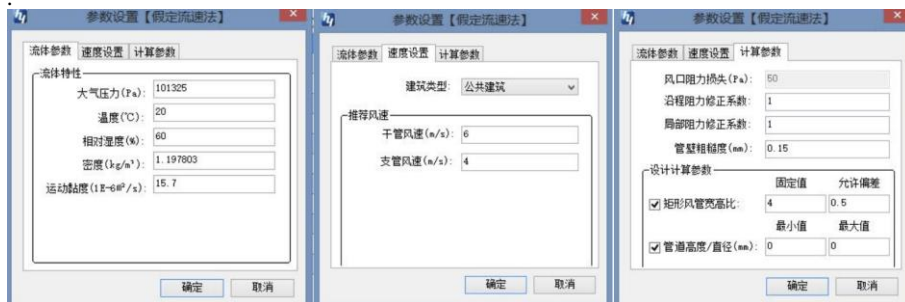 参数设置【假定流速法】
流体参数 速度设置 计算参数
流体特性
大气压力(Pa): 101325
温度(℃): 20
相对湿度(%): 60
密度(kg/m³): 1.197803
运动黏度(1E-6m²/s): 15.7
确定 取消
参数设置【假定流速法】
流体参数 速度设置 计算参数
建筑类型: 公共建筑
推荐风速
干管风速(m/s): 6
支管风速(m/s): 4
确定 取消
参数设置【假定流速法】
流体参数 速度设置 计算参数
风口阻力损失(Pa): 50
沿程阻力修正系数: 1
局部阻力修正系数: 1
管壁粗糙度(mm): 0.15
设计计算参数
固定值 允许偏差
矩形风管宽高比: 4 0.5
最小值 最大值
管道高度/直径(mm): 0 0
确定 取消